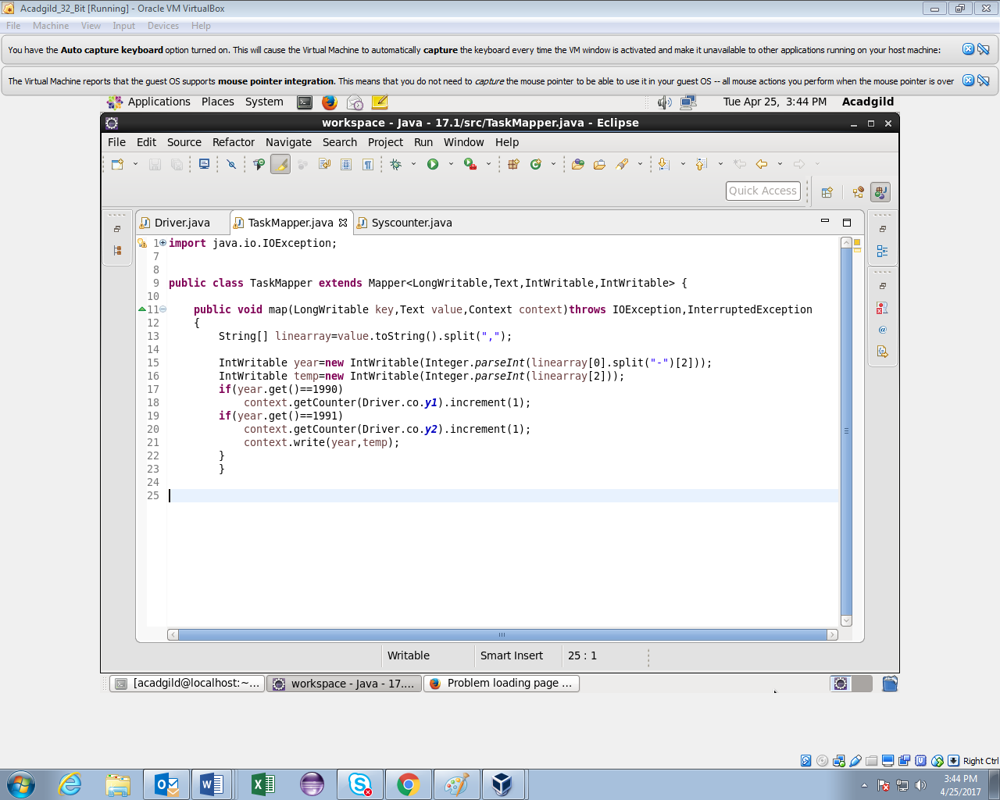 Acadgild_32_Bit [Running] - Oracle VM VirtualBox
File Machine View Input Devices Help
You have the Auto capture keyboard option turned on. This will cause the Virtual Machine to automatically capture the keyboard every time the VM window is activated and make it unavailable to other applications running on your host machine:
The Virtual Machine reports that the guest OS supports mouse pointer integration. This means that you do not need to capture the mouse pointer to be able to use it in your guest OS -- all mouse actions you perform when the mouse pointer is over
Applications Places System Tue Apr 25, 3:44 PM Acadgild
workspace - Java - 17.1/src/TaskMapper.java - Eclipse
File Edit Source Refactor Navigate Search Project Run Window Help
Quick Access
Driver.java TaskMapper.java Syscounter.java
1 import java.io.IOException;
7
8
9 public class TaskMapper extends Mapper<LongWritable,Text,IntWritable,IntWritable> {
10
11 public void map(LongWritable key,Text value,Context context)throws IOException,InterruptedException
12 {
13 String[] linearray=value.toString().split(",");
14
15 IntWritable year=new IntWritable(Integer.parseInt(linearray[0].split("-")[2]));
16 IntWritable temp=new IntWritable(Integer.parseInt(linearray[2]));
17 if(year.get()==1990)
18 context.getCounter(Driver.co.y1).increment(1);
19 if(year.get()==1991)
20 context.getCounter(Driver.co.y2).increment(1);
21 context.write(year,temp);
22 }
23 }
24
25
Writable Smart Insert 25 : 1
[acadgild@localhost:~... workspace - Java - 17.... Problem loading page ...
Right Ctrl
3:44 PM
4/25/2017